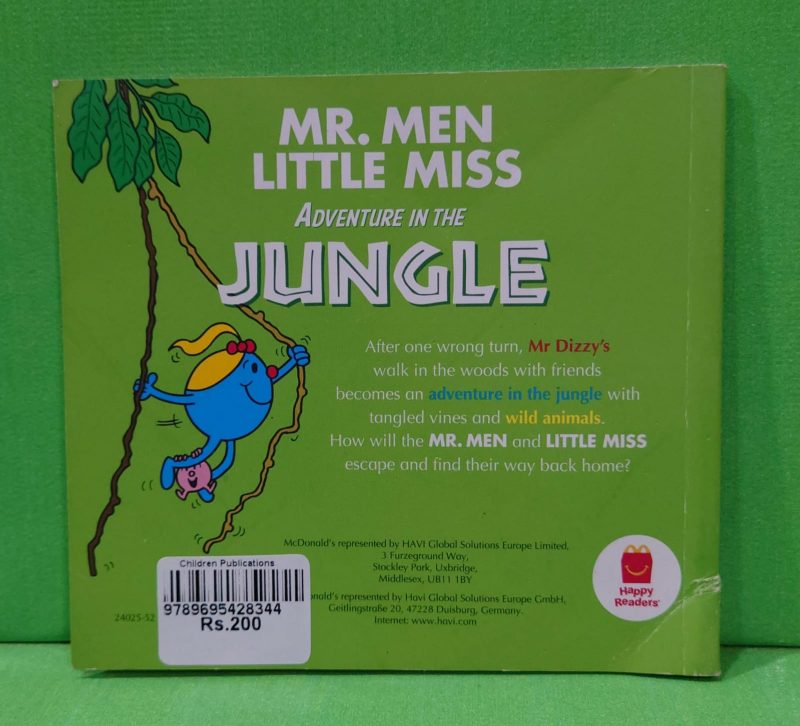 MR. MEN
LITTLE MISS
ADVENTURE IN THE
JUNGLE
After one wrong turn, Mr Dizzy's
walk in the woods with friends
becomes an adventure in the jungle with
tangled vines and wild animals.
How will the MR. MEN and LITTLE MISS
escape and find their way back home?
McDonald's represented by HAVI Global Solutions Europe Limited,
3 Furzeground Way,
Stockley Park, Uxbridge,
Middlesex, UB11 1BY
Donald's represented by Havi Global Solutions Europe GmbH,
Geitlingstraße 20, 47228 Duisburg, Germany.
Internet: www.havi.com
24025-52
Children Publications
9789695428344
Rs.200
Happy
Readers